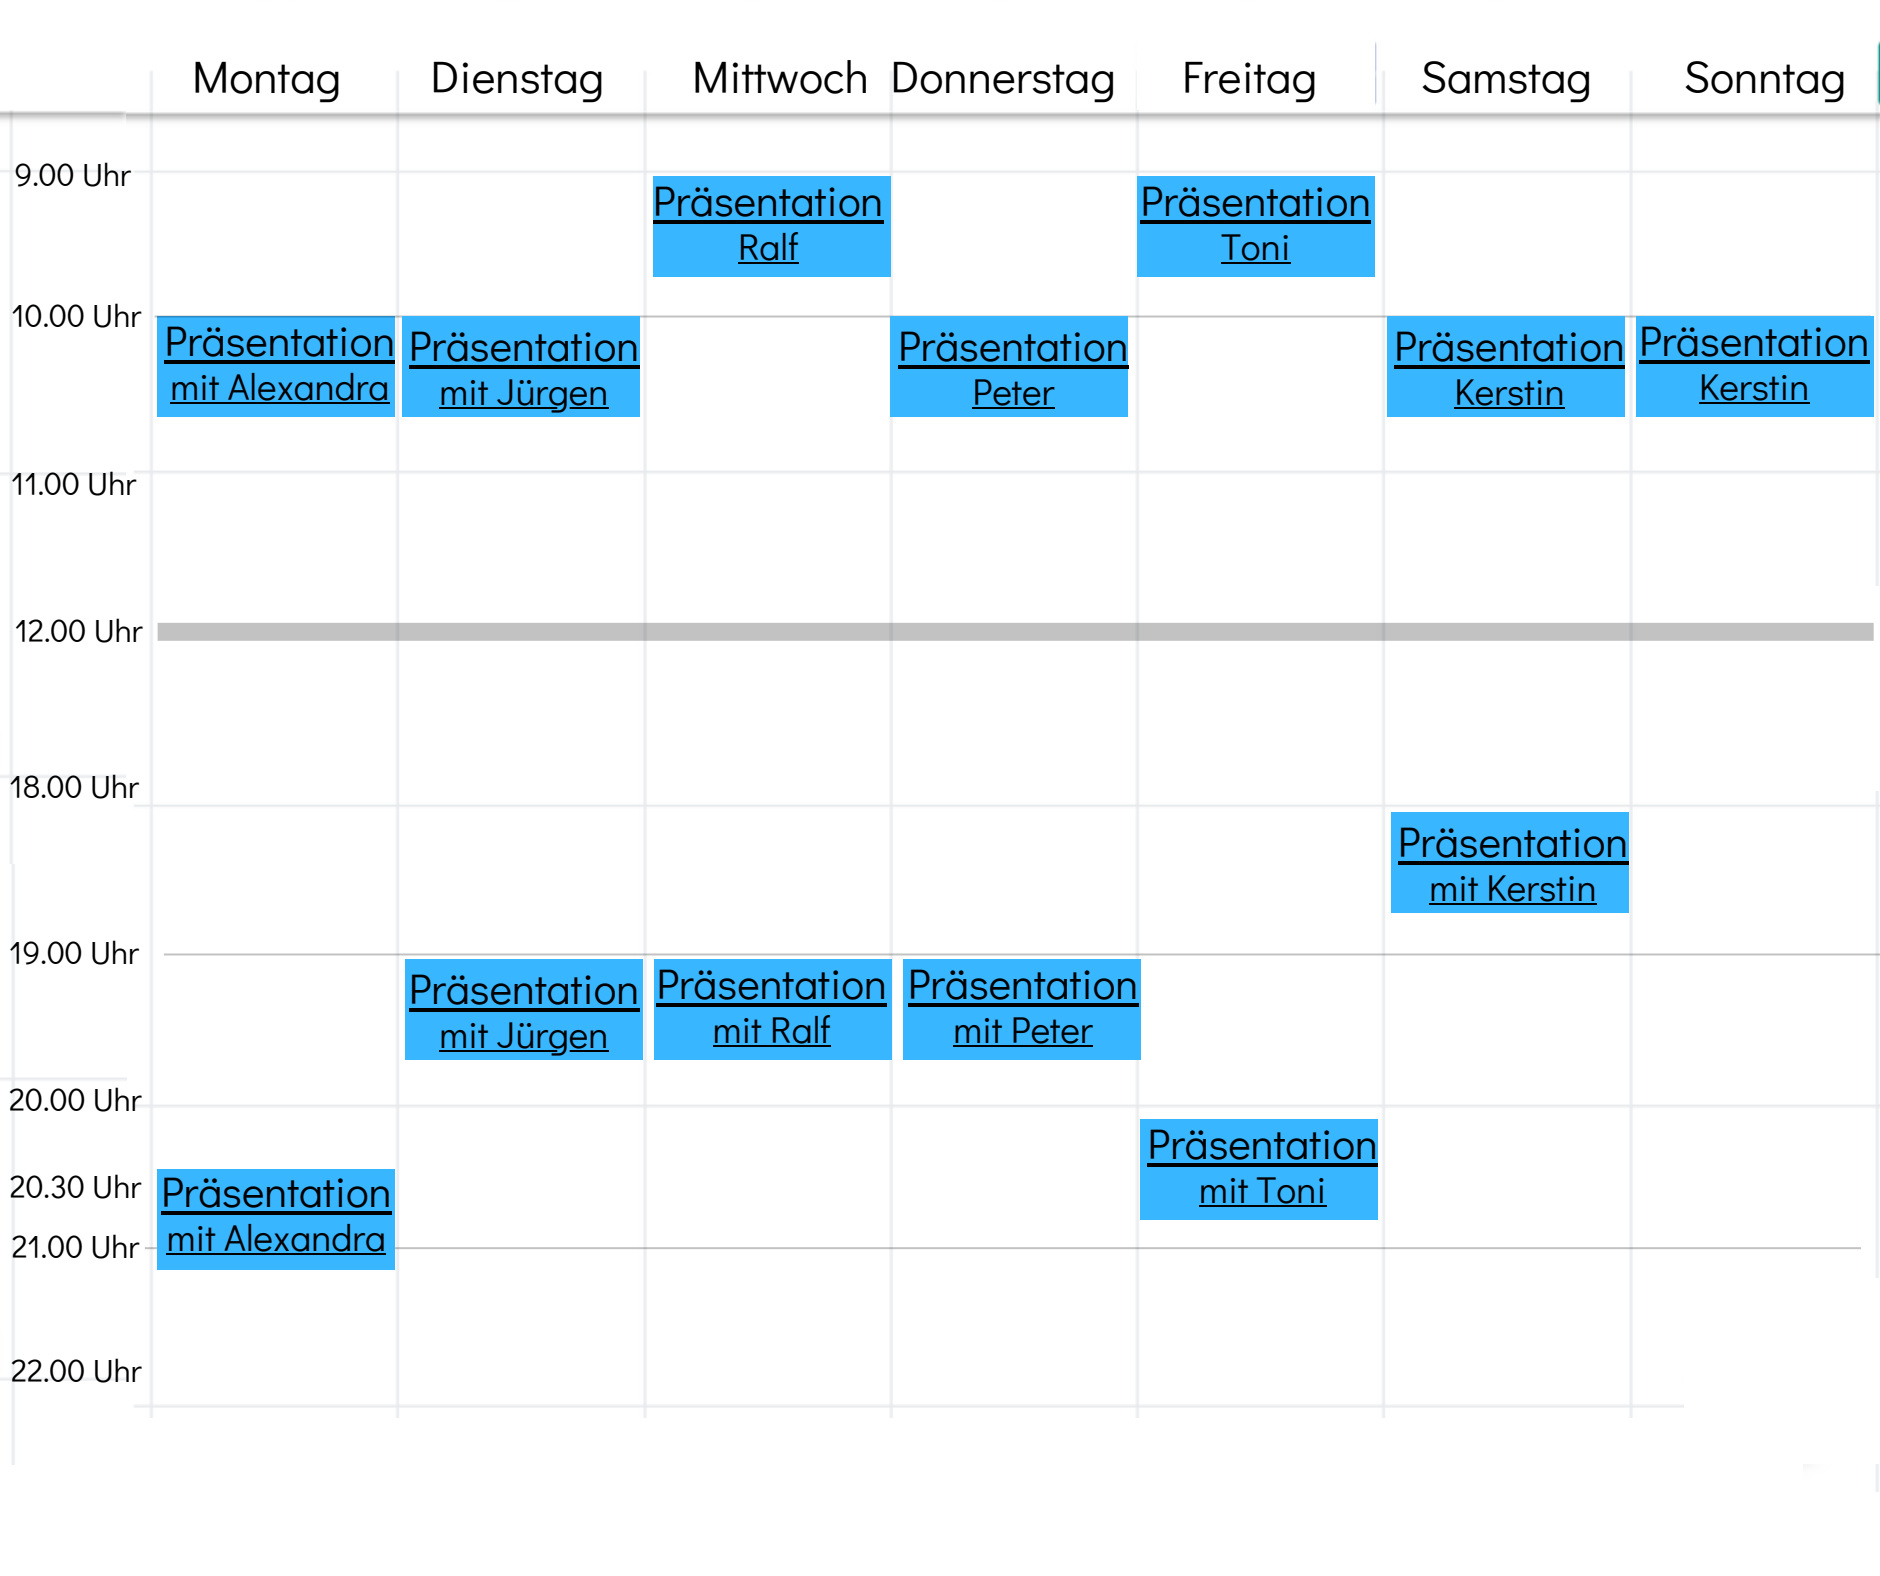 Montag Dienstag Mittwoch Donnerstag Freitag Samstag Sonntag
9.00 Uhr
Präsentation Präsentation
Ralf Toni
10.00 Uhr
Präsentation Präsentation Präsentation Präsentation Präsentation
mit Alexandra mit Jürgen Peter Kerstin Kerstin
11.00 Uhr
12.00 Uhr
18.00 Uhr
Präsentation
mit Kerstin
19.00 Uhr
Präsentation Präsentation Präsentation
mit Jürgen mit Ralf mit Peter
20.00 Uhr
Präsentation
mit Toni
20.30 Uhr
Präsentation
mit Alexandra
21.00 Uhr
22.00 Uhr